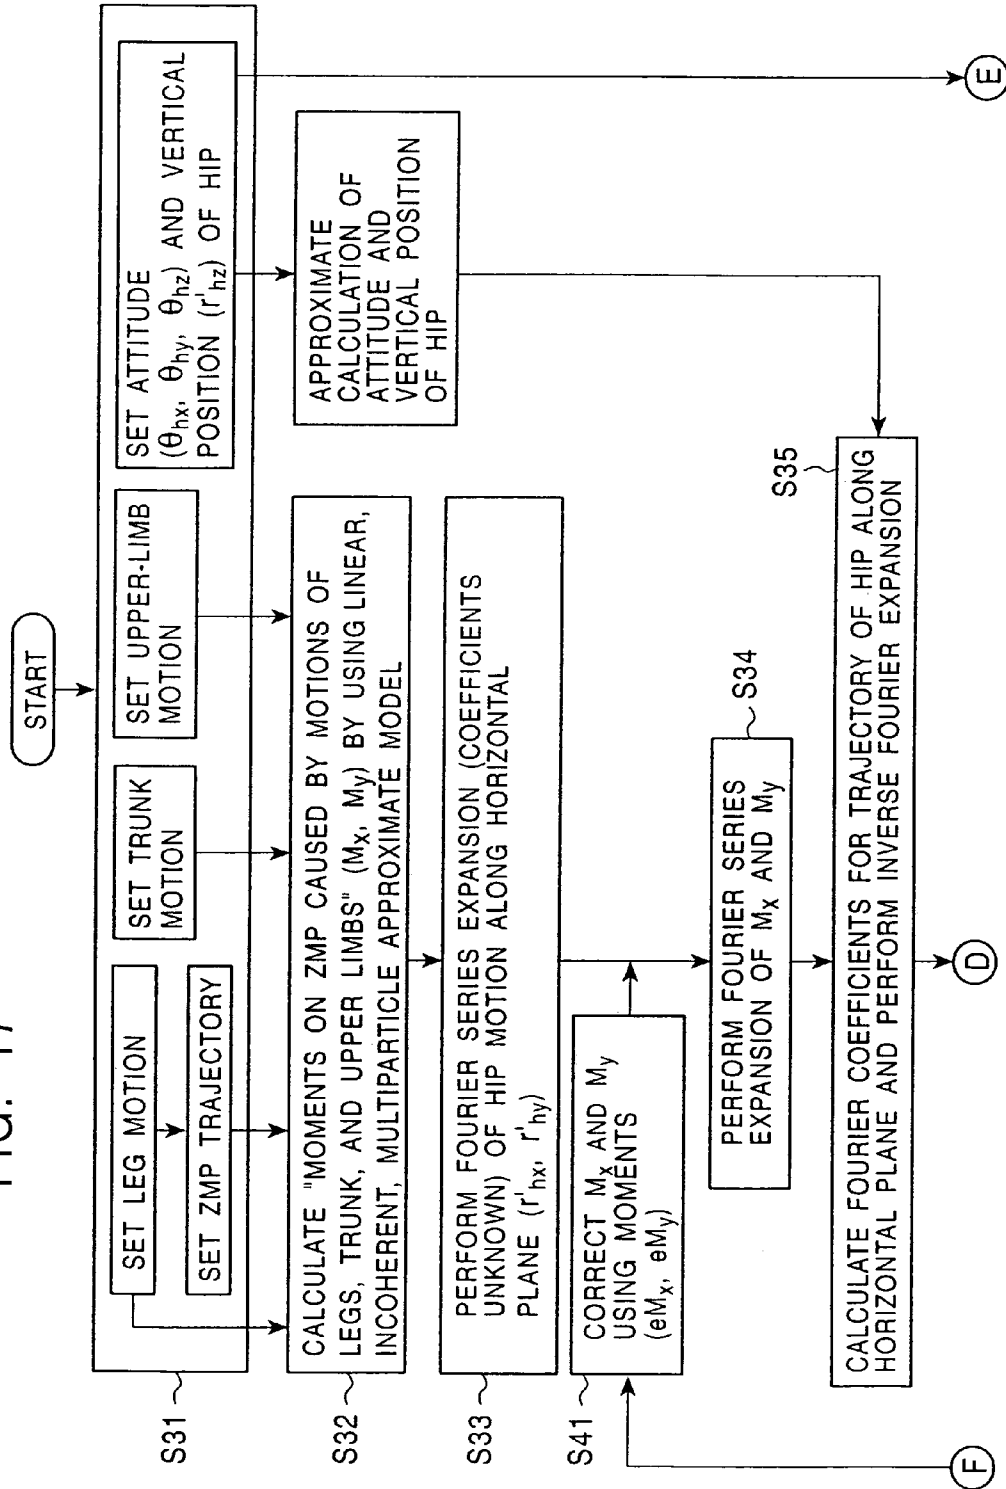 START
S31
SET LEG MOTION
SET ZMP TRAJECTORY
SET TRUNK
MOTION
SET UPPER-LIMB
MOTION
SET ATTITUDE
(θhx, θhy, θhz) AND VERTICAL
POSITION (r'hz) OF HIP
S32
CALCULATE "MOMENTS ON ZMP CAUSED BY MOTIONS OF
LEGS, TRUNK, AND UPPER LIMBS" (Mx, My) BY USING LINEAR,
INCOHERENT, MULTIPARTICLE APPROXIMATE MODEL
APPROXIMATE
CALCULATION OF
ATTITUDE AND
VERTICAL POSITION
OF HIP
S33
PERFORM FOURIER SERIES EXPANSION (COEFFICIENTS
UNKNOWN) OF HIP MOTION ALONG HORIZONTAL
PLANE (r'hx, r'hy)
S41
CORRECT Mx AND My
USING MOMENTS
(eMx, eMy)
S34
PERFORM FOURIER SERIES
EXPANSION OF Mx AND My
S35
CALCULATE FOURIER COEFFICIENTS FOR TRAJECTORY OF HIP ALONG
HORIZONTAL PLANE AND PERFORM INVERSE FOURIER EXPANSION
F
D
E